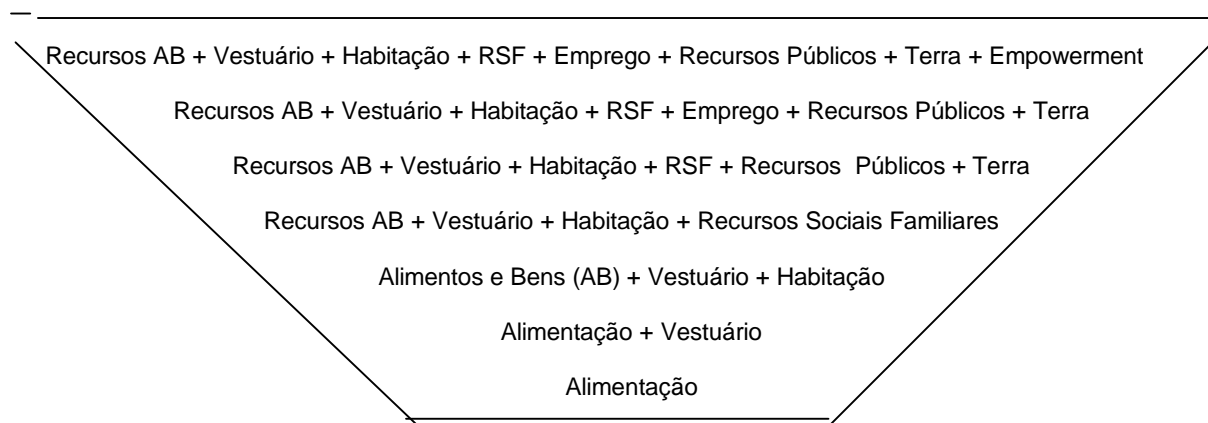 Recursos AB + Vestuário + Habitação + RSF + Emprego + Recursos Públicos + Terra + Empowerment
Recursos AB + Vestuário + Habitação + RSF + Emprego + Recursos Públicos + Terra
Recursos AB + Vestuário + Habitação + RSF + Recursos Públicos + Terra
Recursos AB + Vestuário + Habitação + Recursos Sociais Familiares
Alimentos e Bens (AB) + Vestuário + Habitação
Alimentação + Vestuário
Alimentação